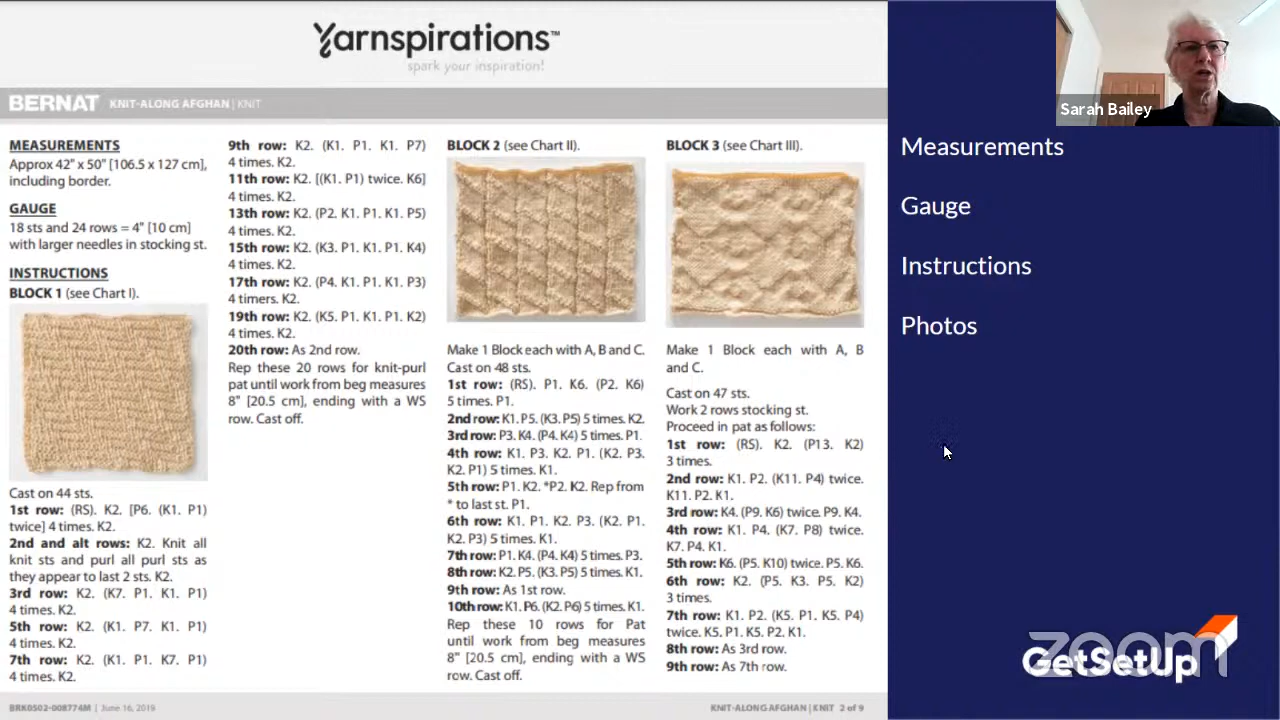 Yarnspirations™
spark your inspiration!
BERNAT KNIT-ALONG AFGHAN | KNIT
MEASUREMENTS
Approx 42" x 50" [106.5 x 127 cm],
including border.
GAUGE
18 sts and 24 rows = 4" [10 cm]
with larger needles in stocking st.
INSTRUCTIONS
BLOCK 1 (see Chart I).
Cast on 44 sts.
1st row: (RS). K2. [P6. (K1. P1)
twice] 4 times. K2.
2nd and alt rows: K2. Knit all
knit sts and purl all purl sts as
they appear to last 2 sts. K2.
3rd row: K2. (K7. P1. K1. P1)
4 times. K2.
5th row: K2. (K1. P7. K1. P1)
4 times. K2.
7th row: K2. (K1. P1. K7. P1)
4 times. K2.
9th row: K2. (K1. P1. K1. P7)
4 times. K2.
11th row: K2. [(K1. P1) twice. K6]
4 times. K2.
13th row: K2. (P2. K1. P1. K1. P5)
4 times. K2.
15th row: K2. (K3. P1. K1. P1. K4)
4 times. K2.
17th row: K2. (P4. K1. P1. K1. P3)
4 timers. K2.
19th row: K2. (K5. P1. K1. P1. K2)
4 times. K2.
20th row: As 2nd row.
Rep these 20 rows for knit-purl
pat until work from beg measures
8" [20.5 cm], ending with a WS
row. Cast off.
BLOCK 2 (see Chart II).
Make 1 Block each with A, B and C.
Cast on 48 sts.
1st row: (RS). P1. K6. (P2. K6)
5 times. P1.
2nd row: K1. P5. (K3. P5) 5 times. K2.
3rd row: P3. K4. (P4. K4) 5 times. P1.
4th row: K1. P3. K2. P1. (K2. P3.
K2. P1) 5 times. K1.
5th row: P1. K2. *P2. K2. Rep from
* to last st. P1.
6th row: K1. P1. K2. P3. (K2. P1.
K2. P3) 5 times. K1.
7th row: P1. K4. (P4. K4) 5 times. P3.
8th row: K2. P5. (K3. P5) 5 times. K1.
9th row: As 1st row.
10th row: K1. P6. (K2. P6) 5 times. K1.
Rep these 10 rows for Pat
until work from beg measures
8" [20.5 cm], ending with a WS
row. Cast off.
BLOCK 3 (see Chart III).
Make 1 Block each with A, B
and C.
Cast on 47 sts.
Work 2 rows stocking st.
Proceed in pat as follows:
1st row: (RS). K2. (P13. K2)
3 times.
2nd row: K1. P2. (K11. P4) twice.
K11. P2. K1.
3rd row: K4. (P9. K6) twice. P9. K4.
4th row: K1. P4. (K7. P8) twice.
K7. P4. K1.
5th row: K6. (P5. K10) twice. P5. K6.
6th row: K2. (P5. K3. P5. K2)
3 times.
7th row: K1. P2. (K5. P1. K5. P4)
twice. K5. P1. K5. P2. K1.
8th row: As 3rd row.
9th row: As 7th row.
BRK0502-008774M | June 16, 2019
KNIT-ALONG AFGHAN | KNIT 2 of 9
Sarah Bailey
Measurements
Gauge
Instructions
Photos
zoom
GetSetUp